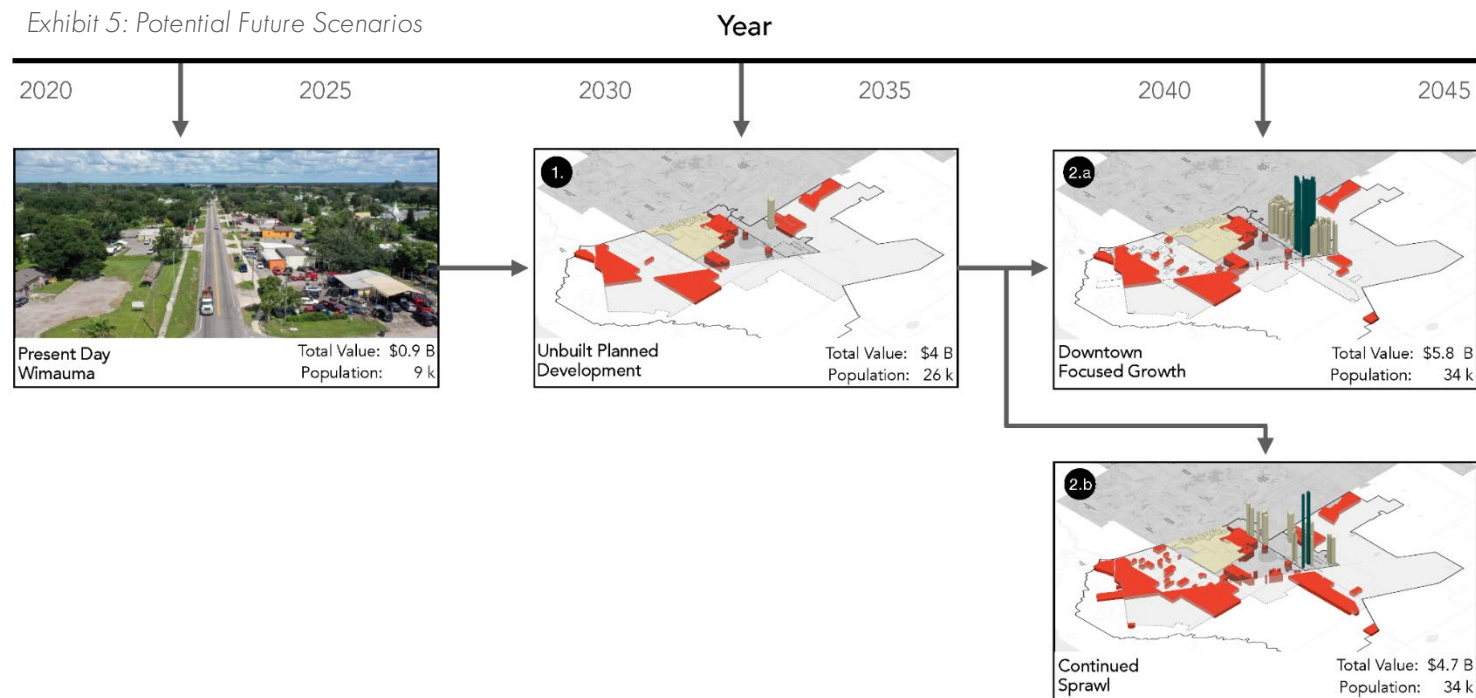 Exhibit 5: Potential Future Scenarios
Year
2020 2025 2030 2035 2040 2045
Present Day
Wimauma
Total Value: $0.9 B
Population: 9 k
1.
Unbuilt Planned
Development
Total Value: $4 B
Population: 26 k
2.a
Downtown
Focused Growth
Total Value: $5.8 B
Population: 34 k
2.b
Continued
Sprawl
Total Value: $4.7 B
Population: 34 k